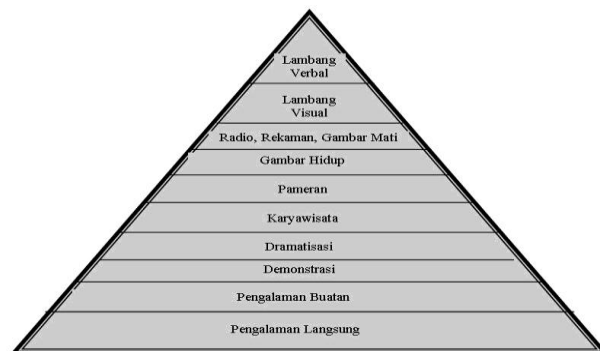 Lambang
Verbal
Lambang
Visual
Radio, Rekaman, Gambar Mati
Gambar Hidup
Pameran
Karyawisata
Dramatisasi
Demonstrasi
Pengalaman Buatan
Pengalaman Langsung